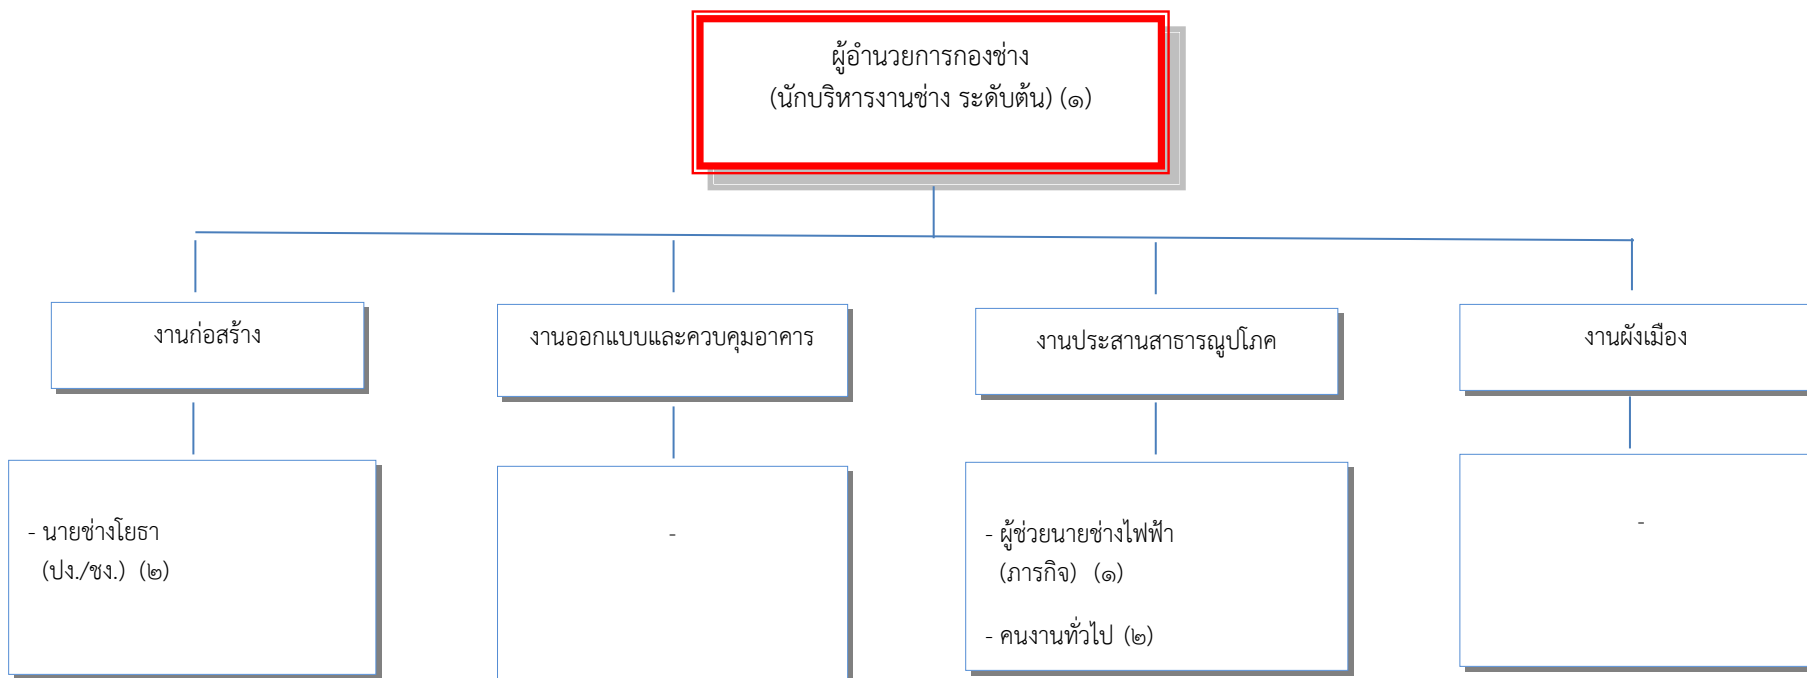 ผู้อำนวยการกองช่าง
(นักบริหารงานช่าง ระดับต้น) (๑)
งานก่อสร้าง
งานออกแบบและควบคุมอาคาร
งานประสานสาธารณูปโภค
งานผังเมือง
- นายช่างโยธา
(ปง./ชง.) (๒)
-
- ผู้ช่วยนายช่างไฟฟ้า
(ภารกิจ) (๑)
- คนงานทั่วไป (๒)
-